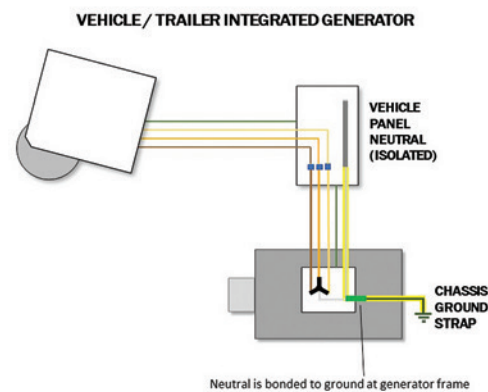 VEHICLE / TRAILER INTEGRATED GENERATOR
VEHICLE
PANEL
NEUTRAL
(ISOLATED)
CHASSIS
GROUND
STRAP
Neutral is bonded to ground at generator frame